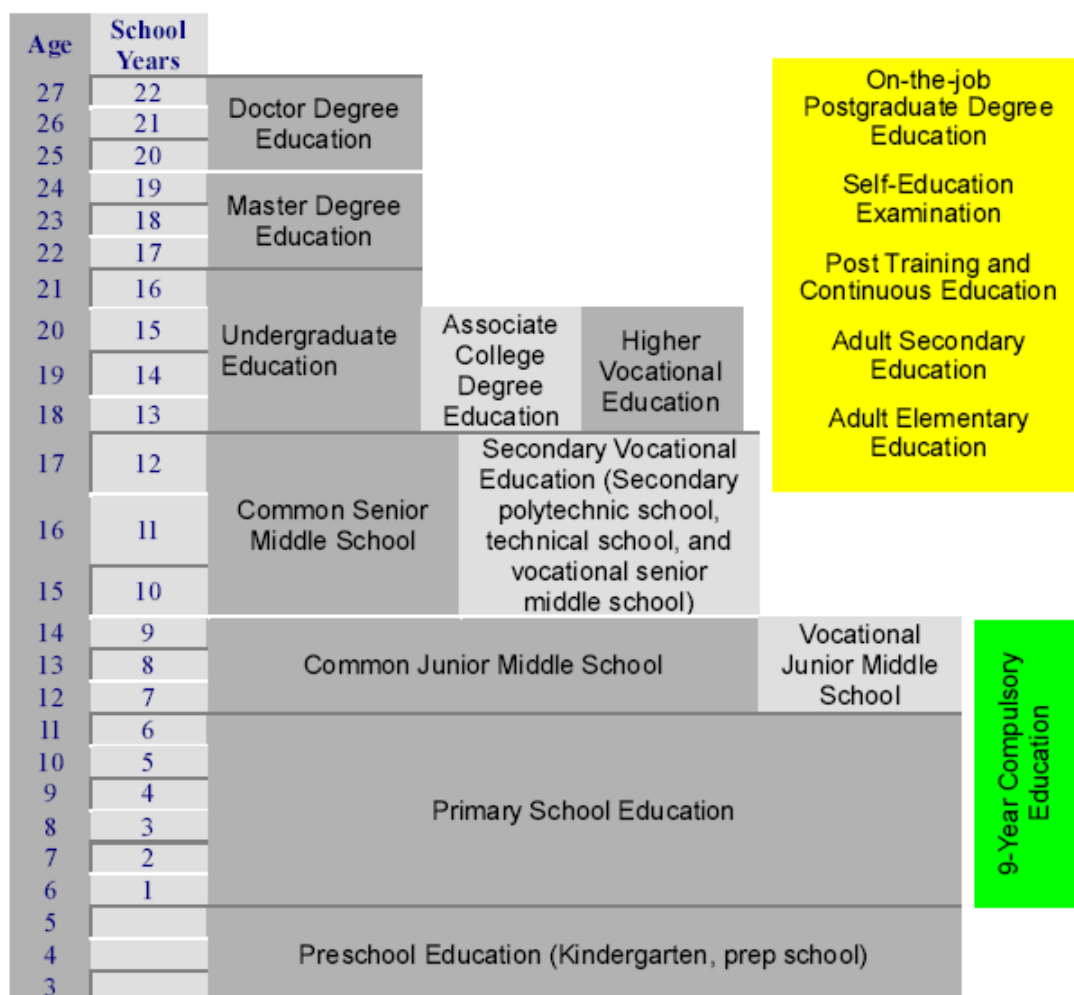 Age
School
Years
27
22
26
21
25
20
24
19
23
18
22
17
21
16
20
15
19
14
18
13
17
12
16
11
15
10
14
9
13
8
12
7
11
6
10
5
9
4
8
3
7
2
6
1
5
4
3
Doctor Degree
Education
Master Degree
Education
Undergraduate
Education
Associate
College
Degree
Education
Higher
Vocational
Education
Common Senior
Middle School
Secondary Vocational
Education (Secondary
polytechnic school,
technical school, and
vocational senior
middle school)
Common Junior Middle School
Vocational
Junior Middle
School
Primary School Education
Preschool Education (Kindergarten, prep school)
On-the-job
Postgraduate Degree
Education
Self-Education
Examination
Post Training and
Continuous Education
Adult Secondary
Education
Adult Elementary
Education
9-Year Compulsory
Education